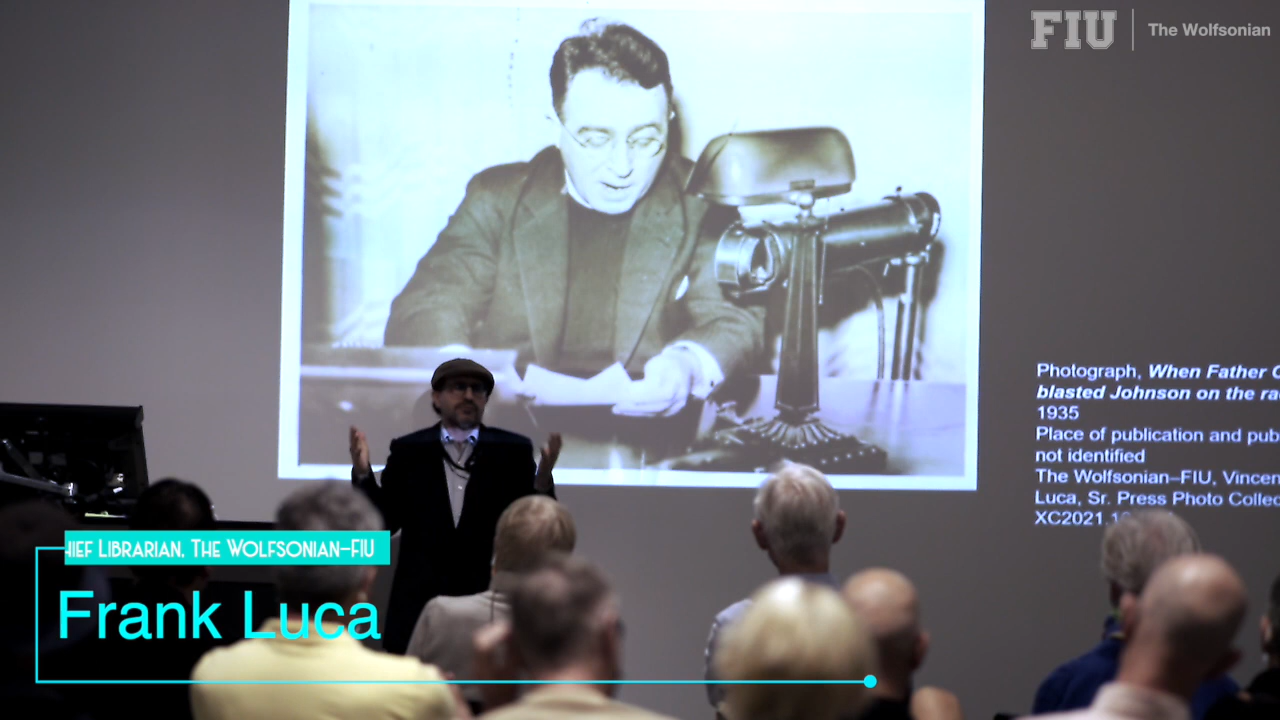 FIU The Wolfsonian
Photograph, When Father
blasted Johnson on the
1935
Place of publication and
not identified
The Wolfsonian–FIU,
Luca, Sr. Press Photo
Librarian, The Wolfsonian–FIU
Frank Luca